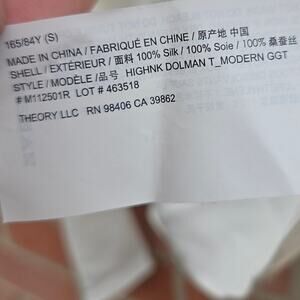 165/84Y (S)
MADE IN CHINA / FABRIQUÉ EN CHINE / 原产地 中国
SHELL / EXTÉRIEUR / 面料 100% Silk / 100% Soie / 100% 桑蚕丝
STYLE / MODÈLE /品号 HIGHNK DOLMAN T_MODERN GGT
# M112501R LOT # 463518
THEORY LLC RN 98406 CA 39862